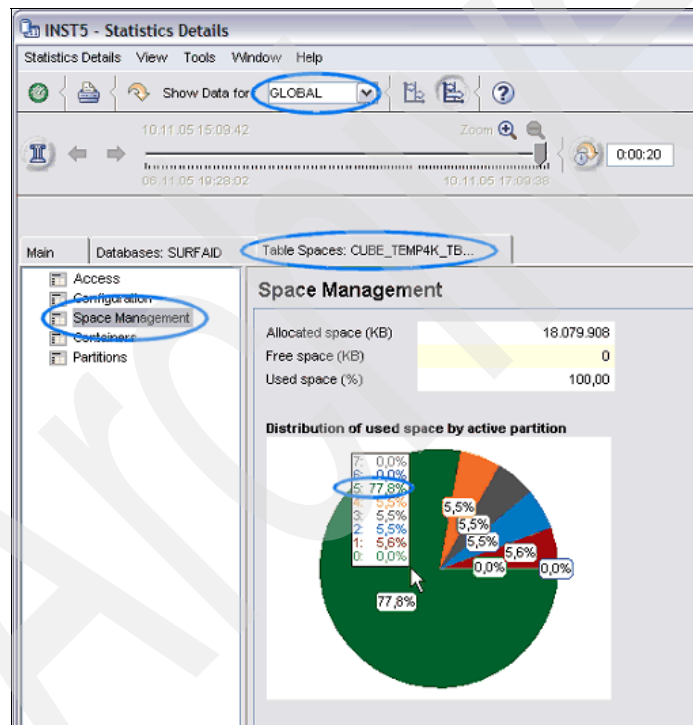 INST5 - Statistics Details
Statistics Details View Tools Window Help
Show Data for GLOBAL
10.11.05 15:09:42 Zoom
0:00:20
06.11.05 19:28:02 10.11.05 17:09:38
Main Databases: SURFAID Table Spaces: CUBE_TEMP4K_TB...
Access
Configuration
Space Management
Containers
Partitions
Space Management
Allocated space (KB) 18.079.908
Free space (KB) 0
Used space (%) 100,00
Distribution of used space by active partition
7: 0,0%
6: 0,0%
5: 77,8%
4: 5,5%
3: 5,5%
2: 5,5%
1: 5,6%
0: 0,0%
5,5%
5,5%
5,5%
5,6%
0,0%
0,0%
77,8%